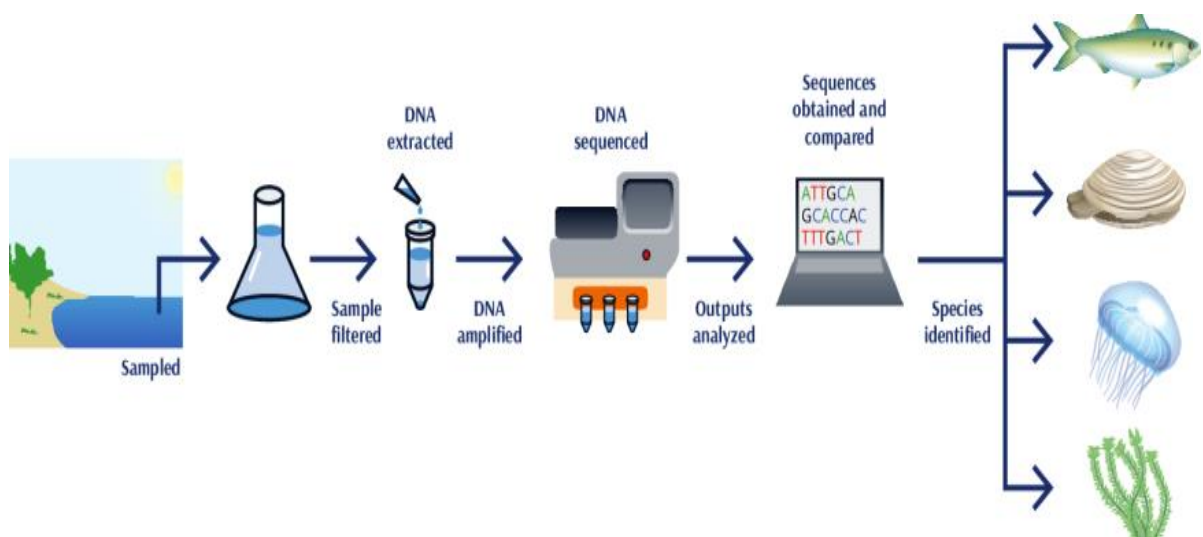 Sampled
Sample
filtered
DNA
extracted
DNA
amplified
DNA
sequenced
Outputs
analyzed
Sequences
obtained and
compared
ATTGCA
GCACCAC
TTTGACT
Species
identified